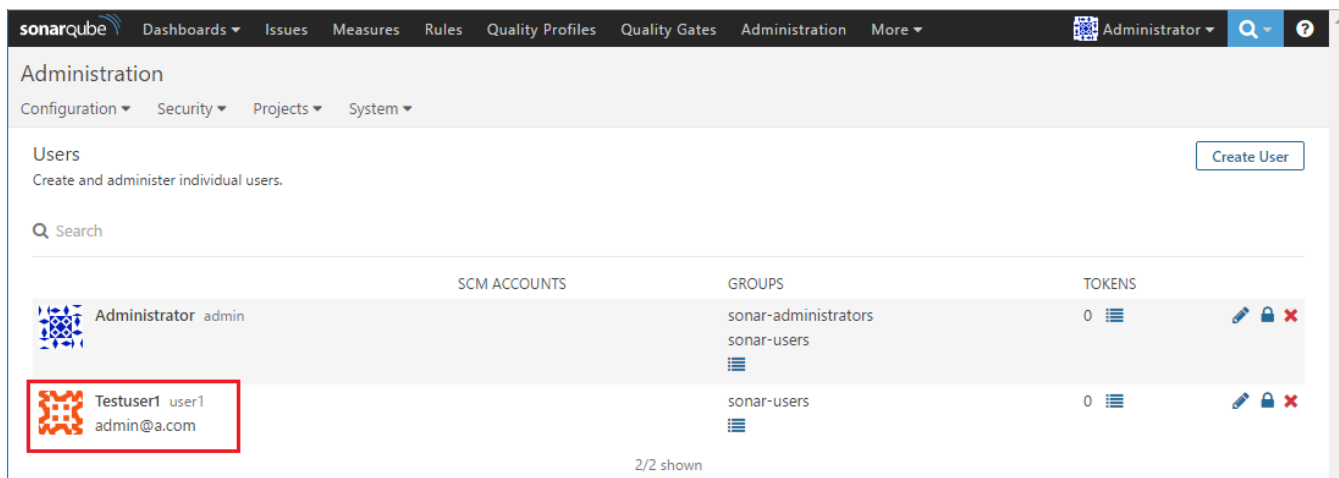 sonarqube Dashboards Issues Measures Rules Quality Profiles Quality Gates Administration More Administrator
Administration
Configuration Security Projects System
Users
Create User
Create and administer individual users.
Search
SCM ACCOUNTS GROUPS TOKENS
Administrator admin sonar-administrators 0
sonar-users
Testuser1 user1 sonar-users 0
admin@a.com
2/2 shown